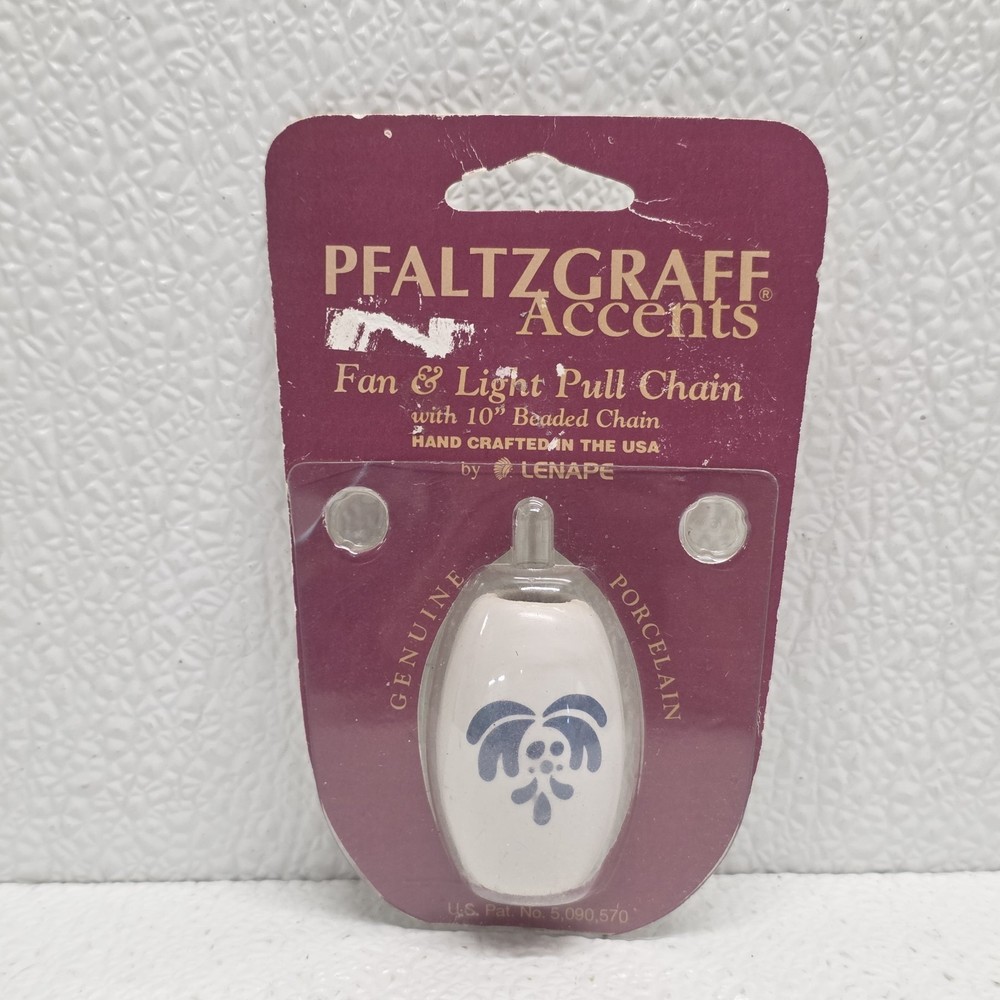 PFALTZGRAFF®
Accents
Fan & Light Pull Chain
with 10" Beaded Chain
HAND CRAFTED IN THE USA
by LENAPE
GENUINE
PORCELAIN
U.S. Pat. No. 5,090,570